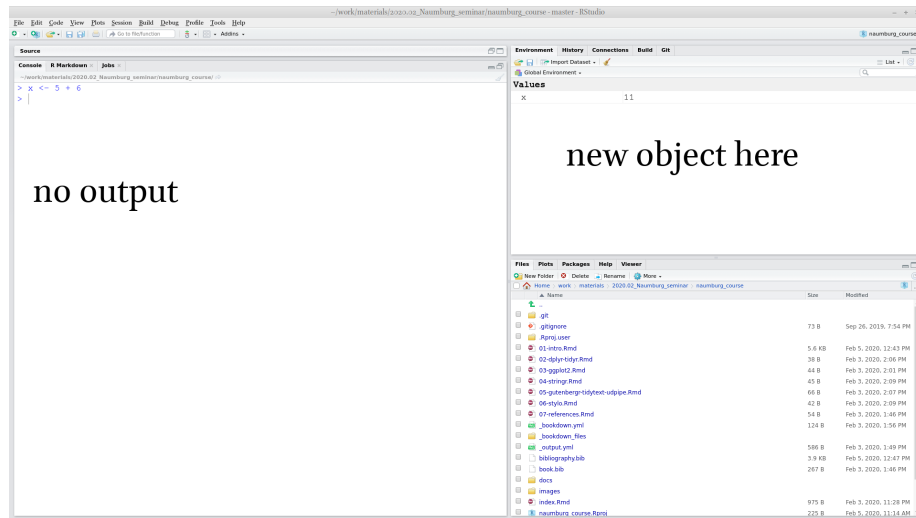 ~/work/materials/2020.02_Naumburg_seminar/naumburg_course - master - RStudio
File Edit Code View Plots Session Build Debug Profile Tools Help
Go to file/function Addins
naumburg_course
Source
Console R Markdown Jobs
~/work/materials/2020.02_Naumburg_seminar/naumburg_course/
> x <- 5 + 6
>
no output
Environment History Connections Build Git
Import Dataset List
Global Environment
Values
x 11
new object here
Files Plots Packages Help Viewer
New Folder Delete Rename More
Home work materials 2020.02_Naumburg_seminar naumburg_course
Name Size Modified
..
.git
.gitignore 73 B Sep 26, 2019, 7:54 PM
.Rproj.user
01-intro.Rmd 5.6 KB Feb 5, 2020, 12:43 PM
02-dplyr-tidyr.Rmd 38 B Feb 3, 2020, 2:06 PM
03-ggplot2.Rmd 44 B Feb 3, 2020, 2:01 PM
04-stringr.Rmd 45 B Feb 3, 2020, 2:09 PM
05-gutenbergr-tidytext-udpipe.Rmd 66 B Feb 3, 2020, 2:07 PM
06-stylo.Rmd 42 B Feb 3, 2020, 2:09 PM
07-references.Rmd 54 B Feb 3, 2020, 1:46 PM
_bookdown.yml 124 B Feb 3, 2020, 1:56 PM
_bookdown_files
_output.yml 586 B Feb 3, 2020, 1:49 PM
bibliography.bib 3.9 KB Feb 5, 2020, 12:47 PM
book.bib 267 B Feb 3, 2020, 1:46 PM
docs
images
index.Rmd 975 B Feb 3, 2020, 11:28 PM
naumburg_course.Rproj 225 B Feb 5, 2020, 11:14 AM